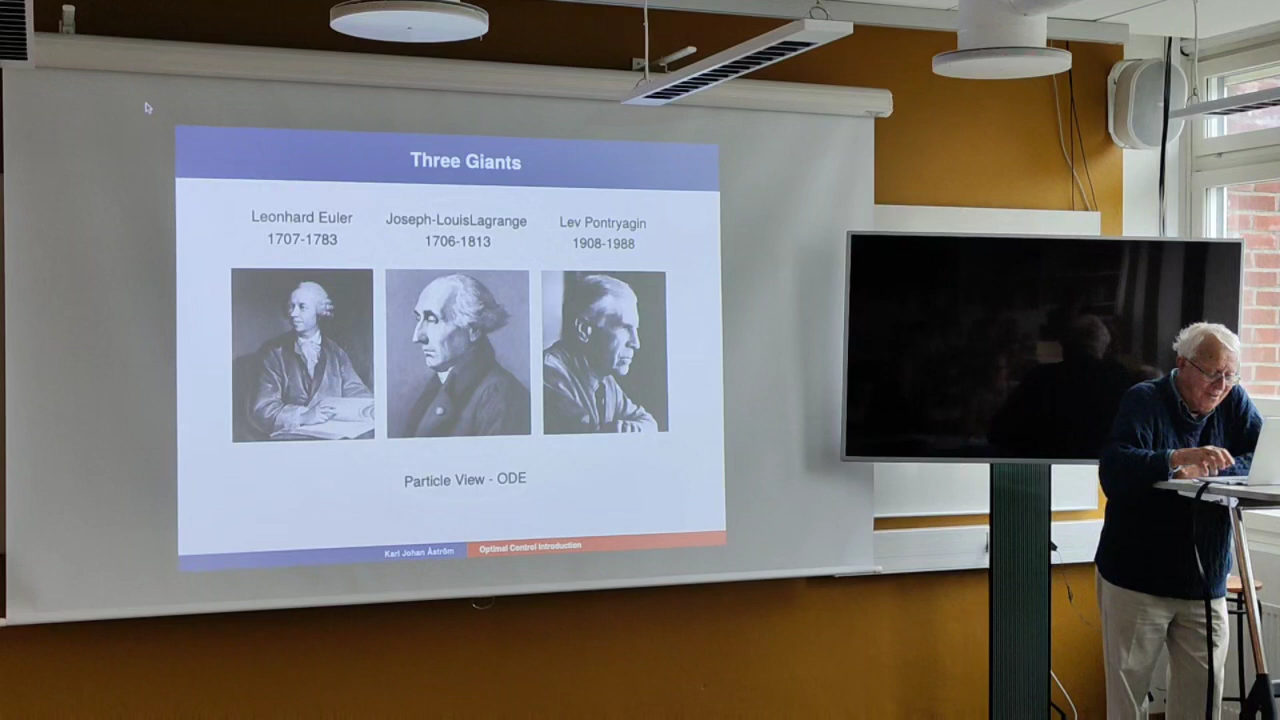 Three Giants
Leonhard Euler
1707-1783
Joseph-LouisLagrange
1706-1813
Lev Pontryagin
1908-1988
Particle View - ODE
Karl Johan Åström
Optimal Control Introduction